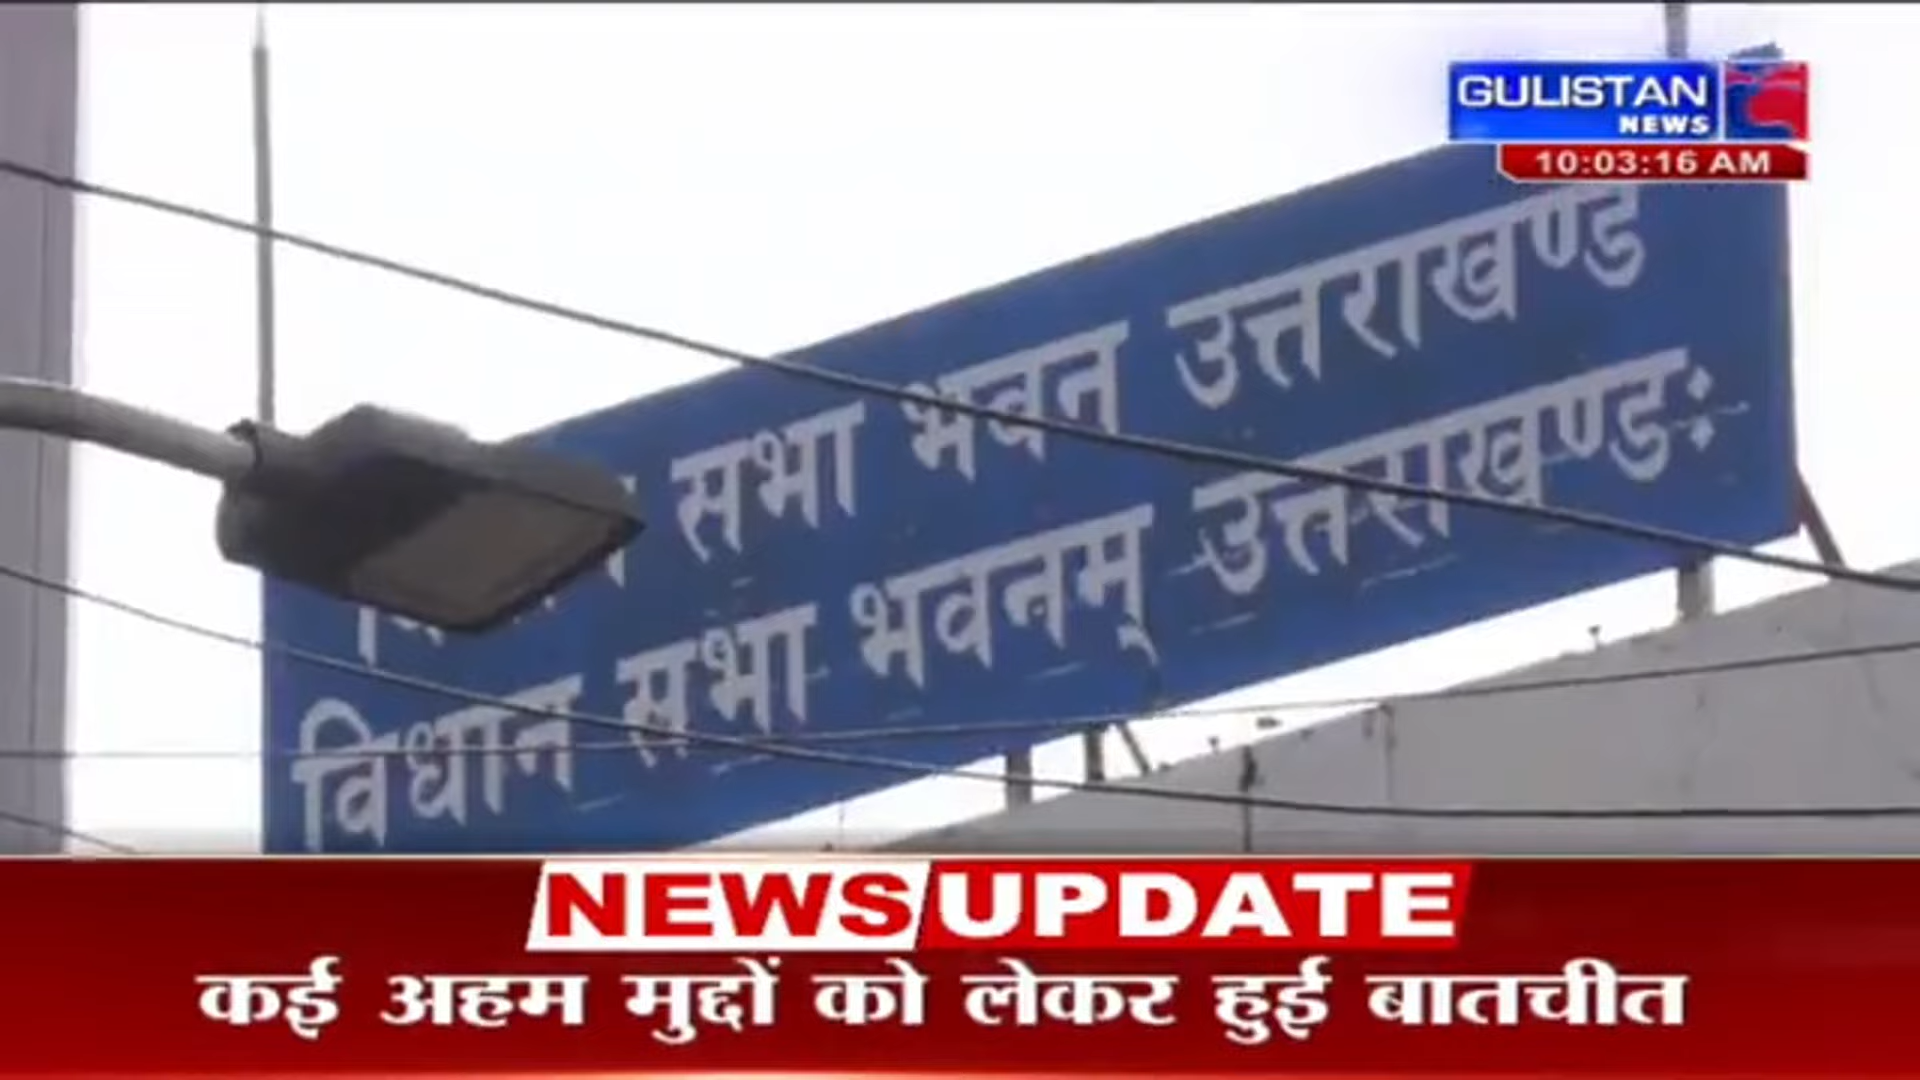 GULISTAN
NEWS
10:03:16 AM
सभा भवन उत्तराखण्ड
विधान सभा भवनम् उत्तराखण्डः
NEWS UPDATE
कई अहम मुद्दों को लेकर हुई बातचीत